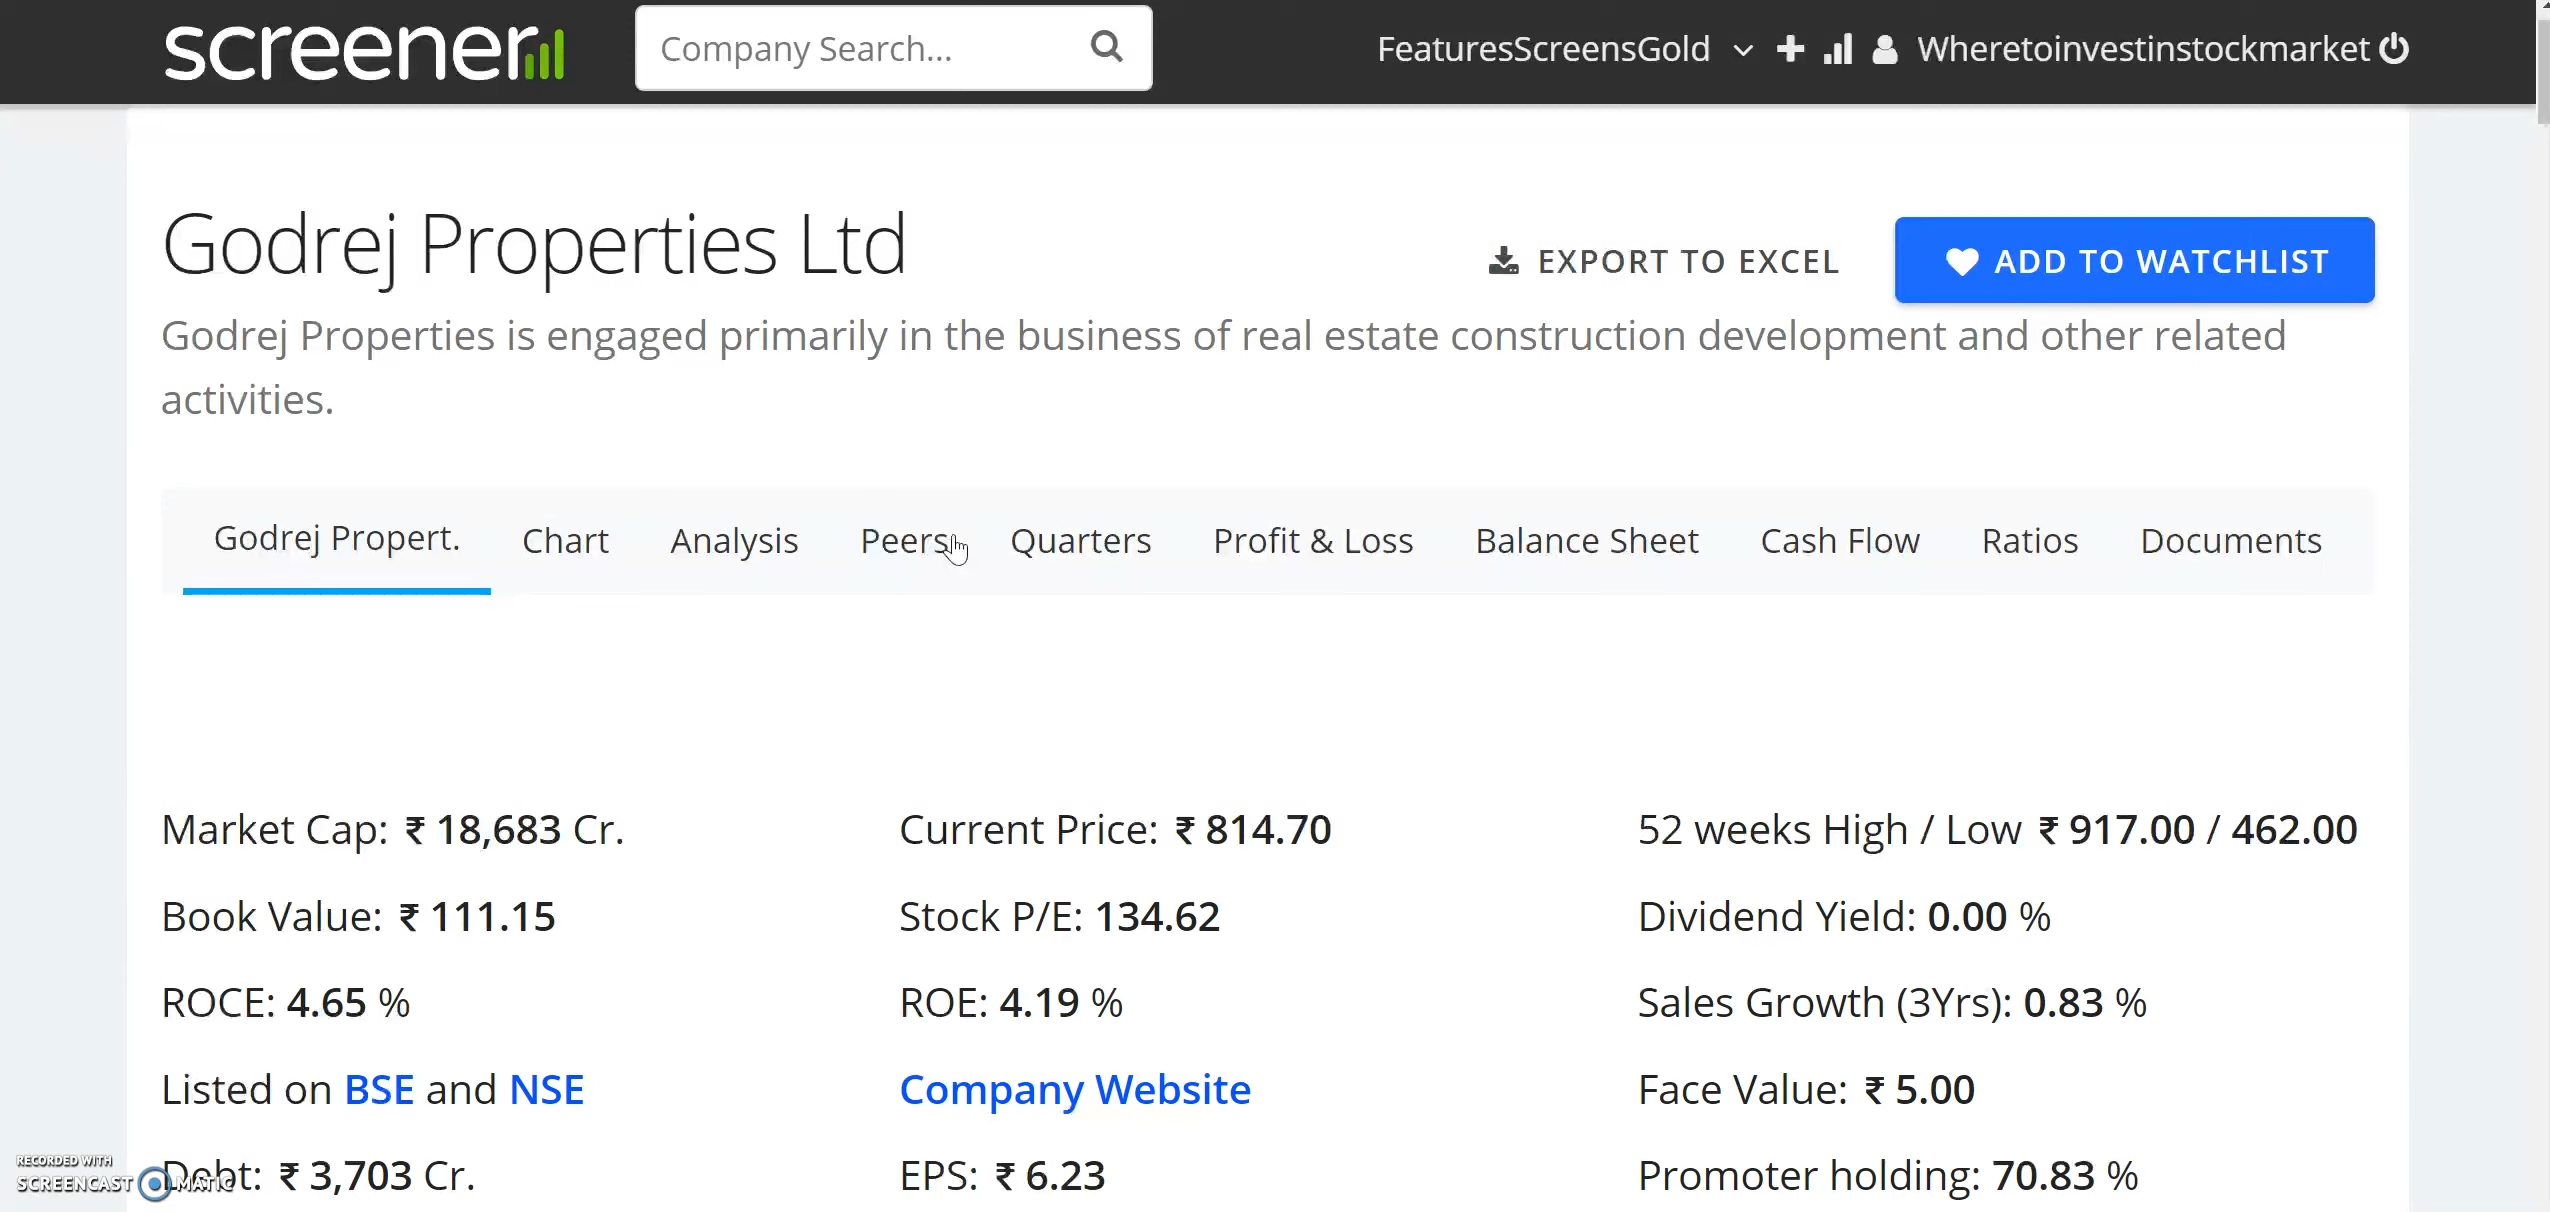 screener
Company Search...
FeaturesScreensGold
Wheretoinvestinstockmarket
Godrej Properties Ltd
EXPORT TO EXCEL
ADD TO WATCHLIST
Godrej Properties is engaged primarily in the business of real estate construction development and other related
activities.
Godrej Propert. Chart Analysis Peers Quarters Profit & Loss Balance Sheet Cash Flow Ratios Documents
Market Cap: ₹ 18,683 Cr. Current Price: ₹ 814.70 52 weeks High / Low ₹ 917.00 / 462.00
Book Value: ₹ 111.15 Stock P/E: 134.62 Dividend Yield: 0.00 %
ROCE: 4.65 % ROE: 4.19 % Sales Growth (3Yrs): 0.83 %
Listed on BSE and NSE Company Website Face Value: ₹ 5.00
Debt: ₹ 3,703 Cr. EPS: ₹ 6.23 Promoter holding: 70.83 %
RECORDED WITH
SCREENCAST MATIC